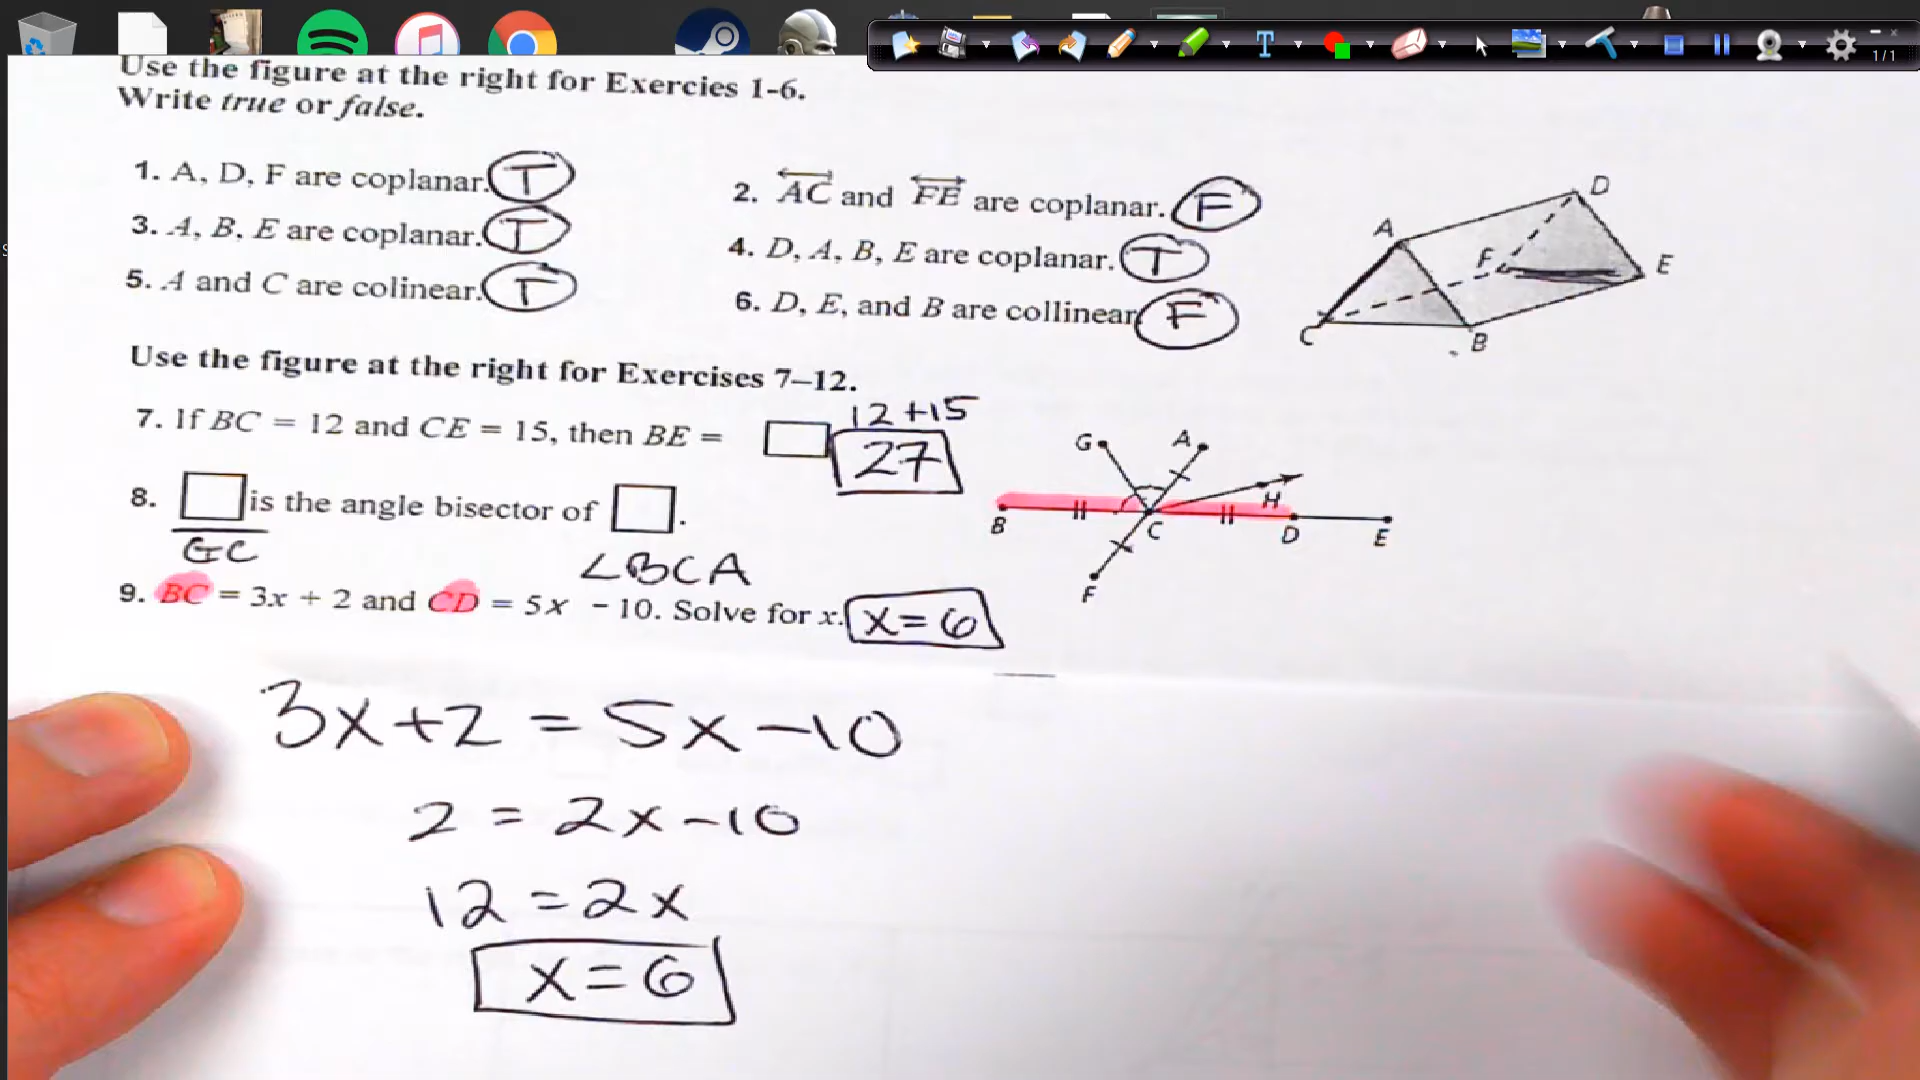 1/1
Use the figure at the right for Exercies 1-6.
Write true or false.
1. A, D, F are coplanar. T
2. AC and FE are coplanar. F
3. A, B, E are coplanar. T
4. D, A, B, E are coplanar. T
5. A and C are colinear. T
6. D, E, and B are collinear F
D
A
F
E
C
B
Use the figure at the right for Exercises 7–12.
12+15
7. If BC = 12 and CE = 15, then BE = 27
8. is the angle bisector of .
GC
∠BCA
G
A
H
B
C
D
E
F
9. BC = 3x + 2 and CD = 5x - 10. Solve for x. x=6
3x+2 = 5x-10
2 = 2x-10
12 = 2x
x=6